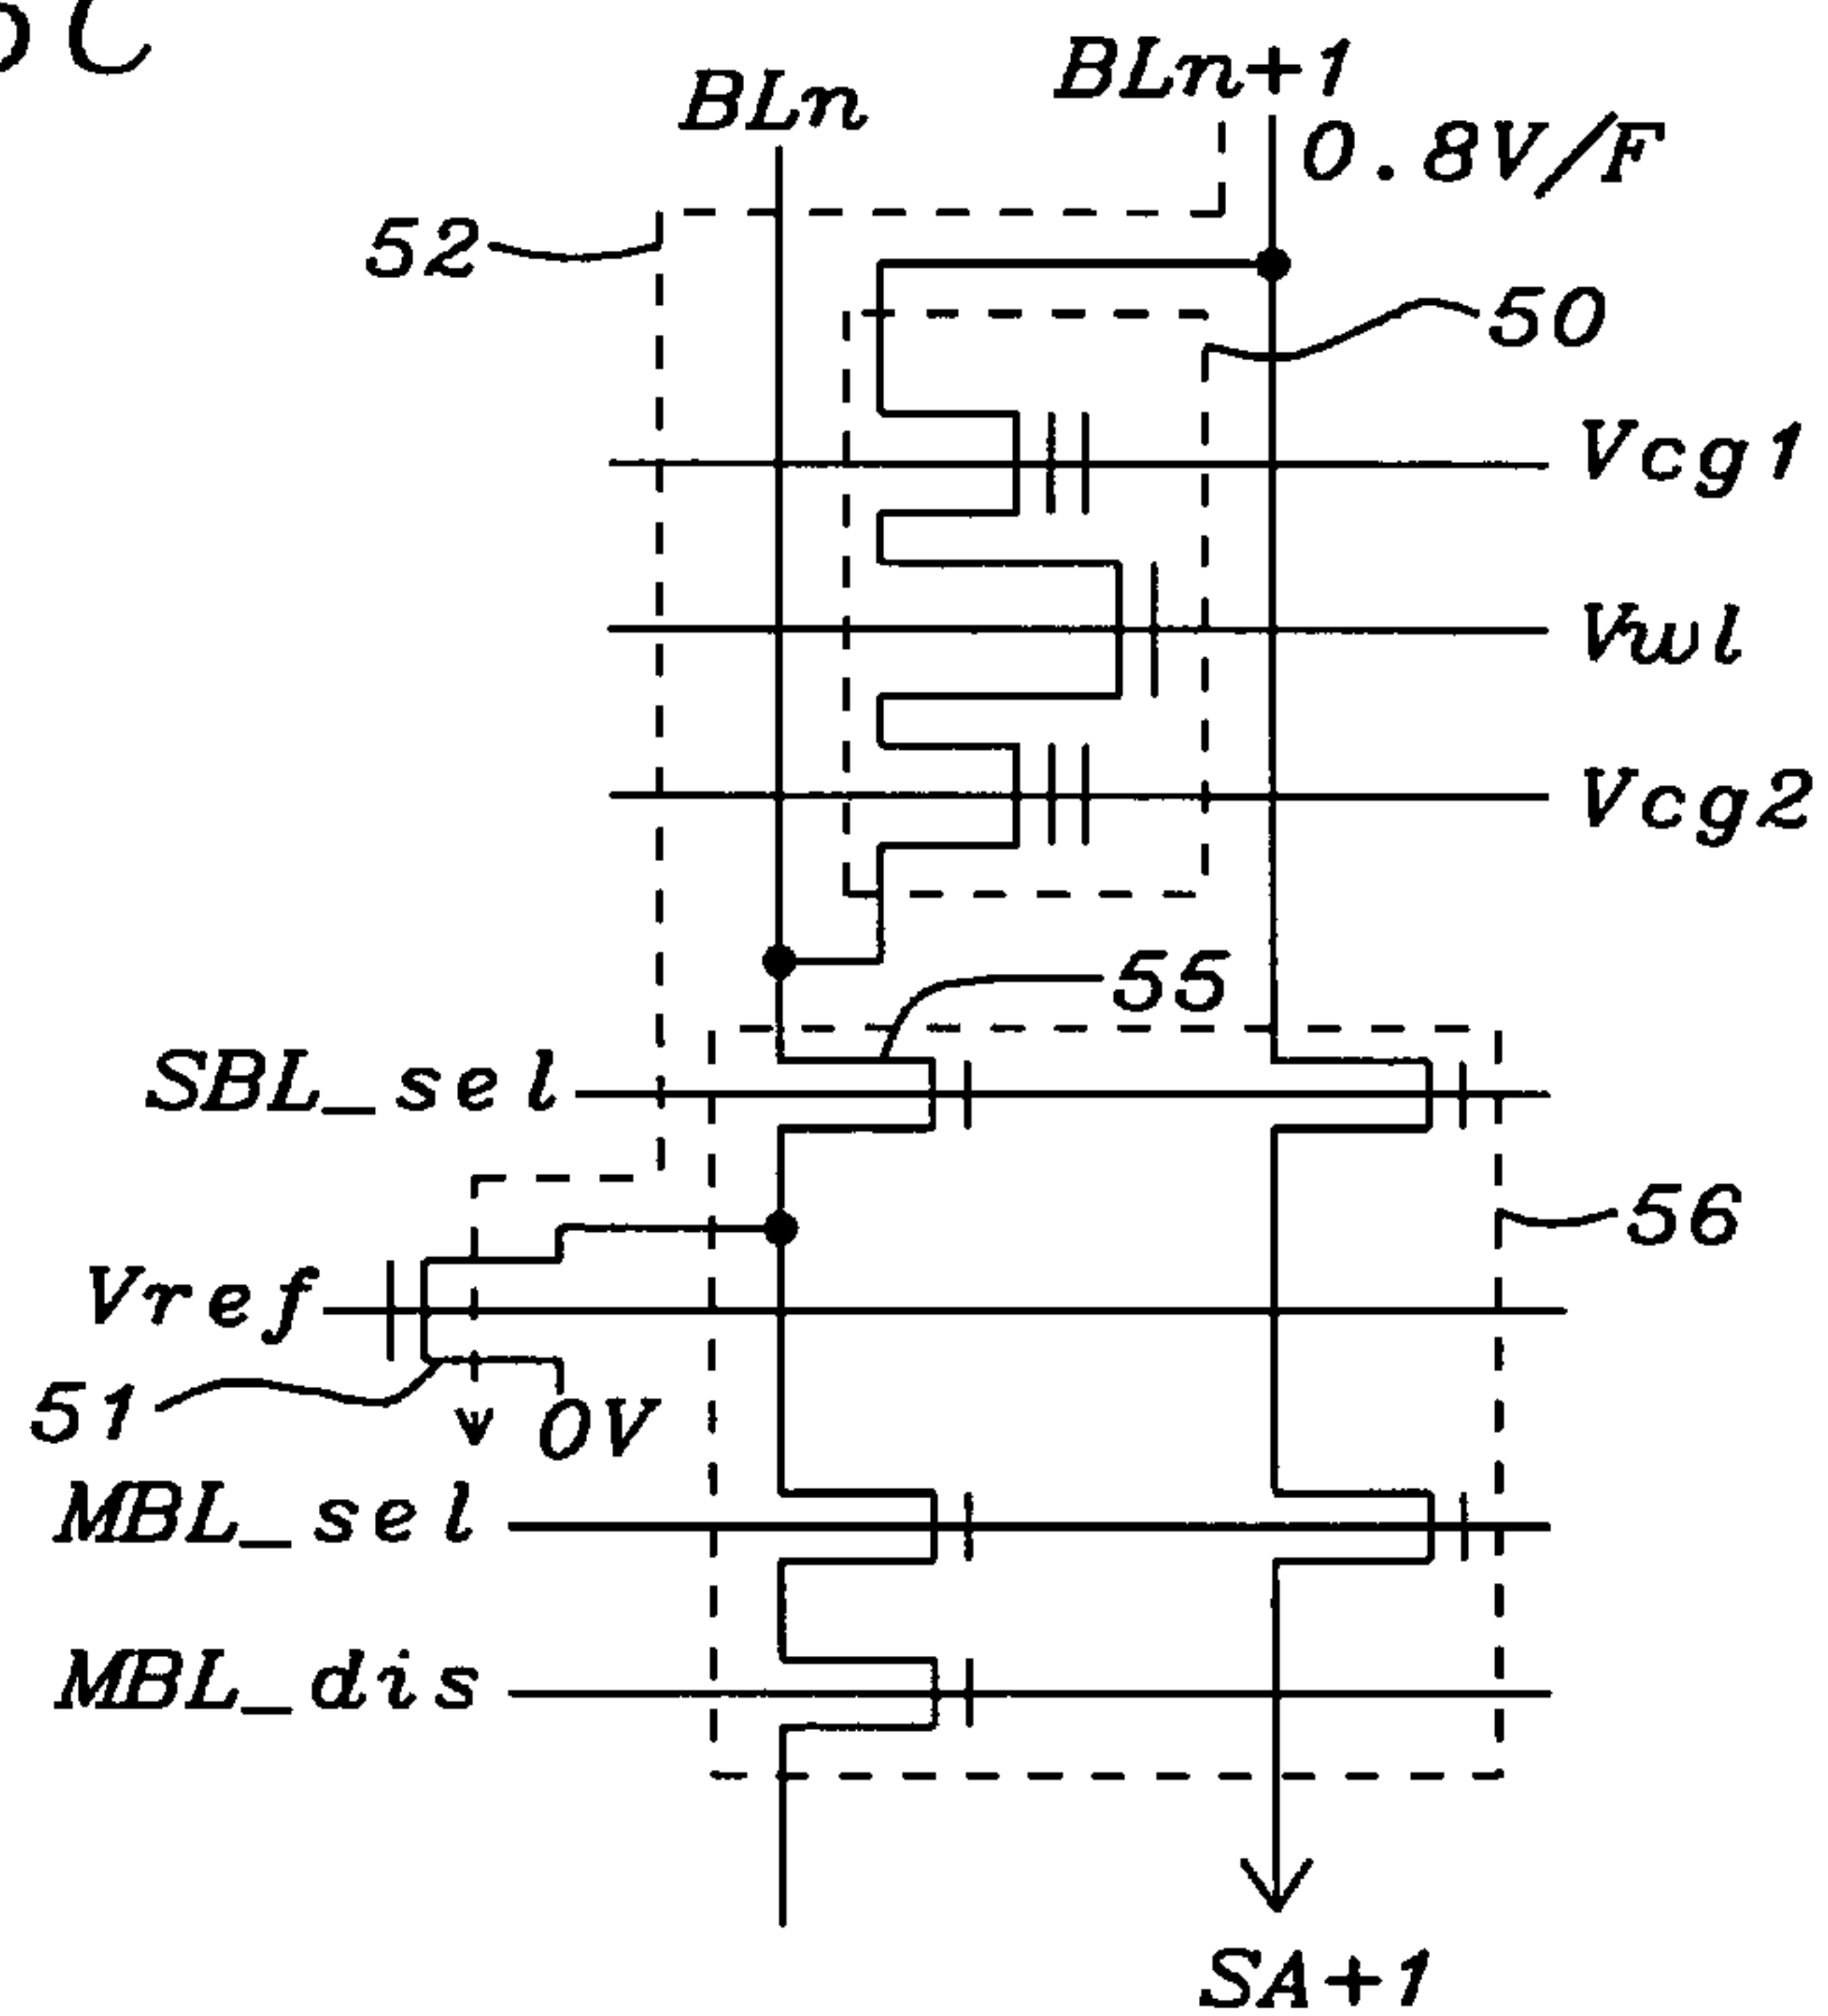 C
BLn
BLn+1
0.8V/F
52
50
Vcg1
Vwl
Vcg2
55
SBL_sel
56
Vref
51
0V
MBL_sel
MBL_dis
SA+1